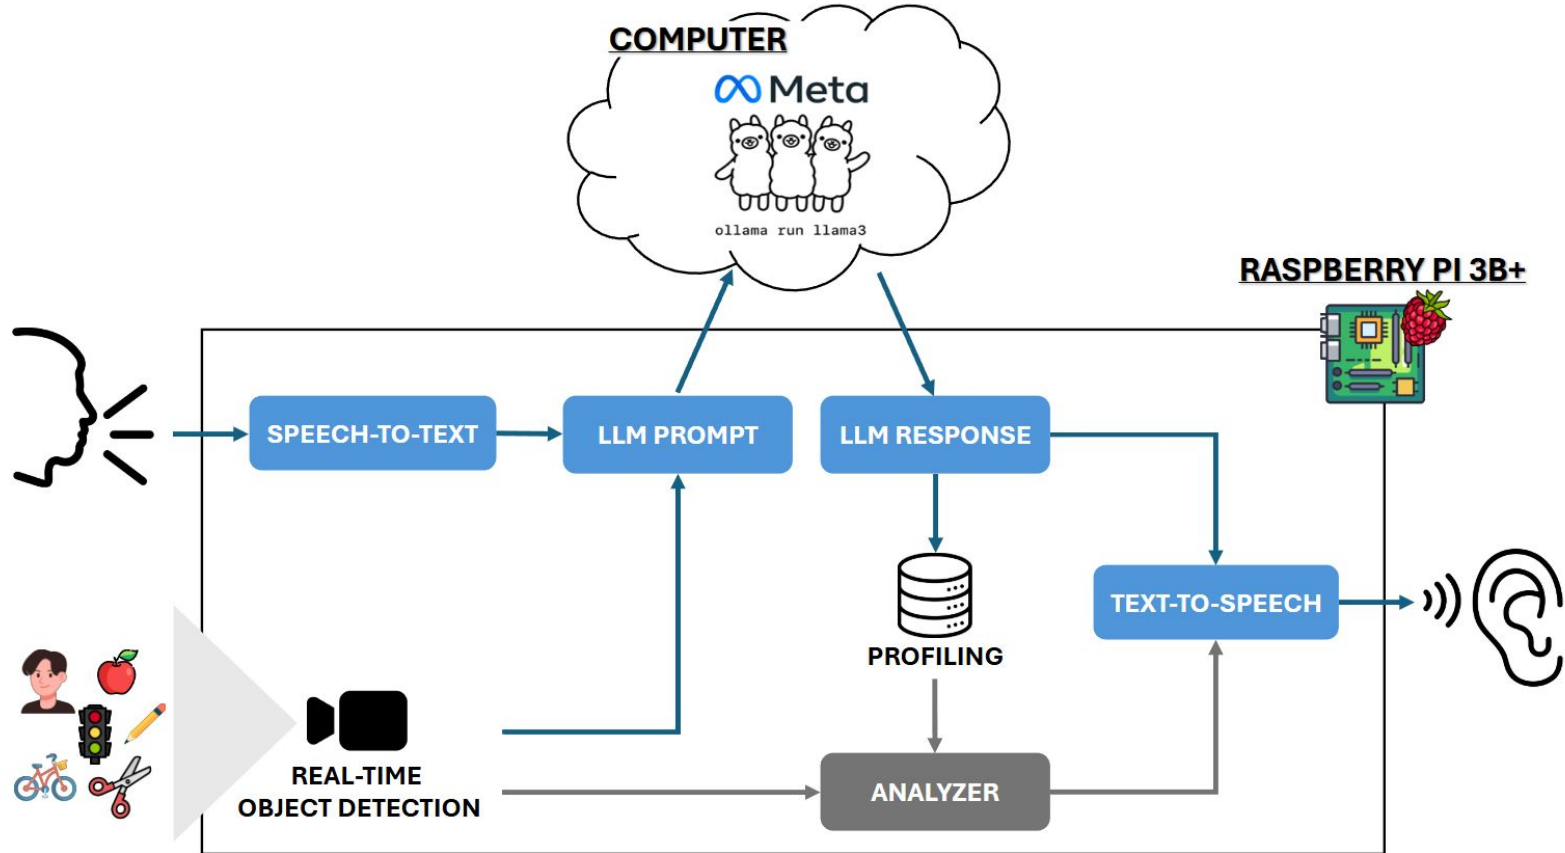 COMPUTER
Meta
ollama run llama3
RASPBERRY PI 3B+
SPEECH-TO-TEXT
LLM PROMPT
LLM RESPONSE
PROFILING
TEXT-TO-SPEECH
REAL-TIME
OBJECT DETECTION
ANALYZER